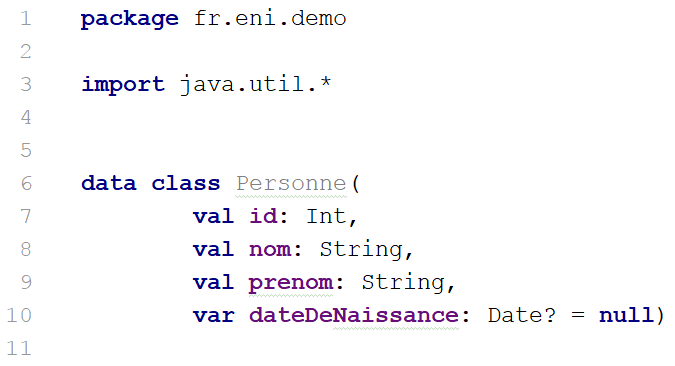 1 package fr.eni.demo
2
3 import java.util.*
4
5
6 data class Personne(
7 val id: Int,
8 val nom: String,
9 val prenom: String,
10 var dateDeNaissance: Date? = null)
11